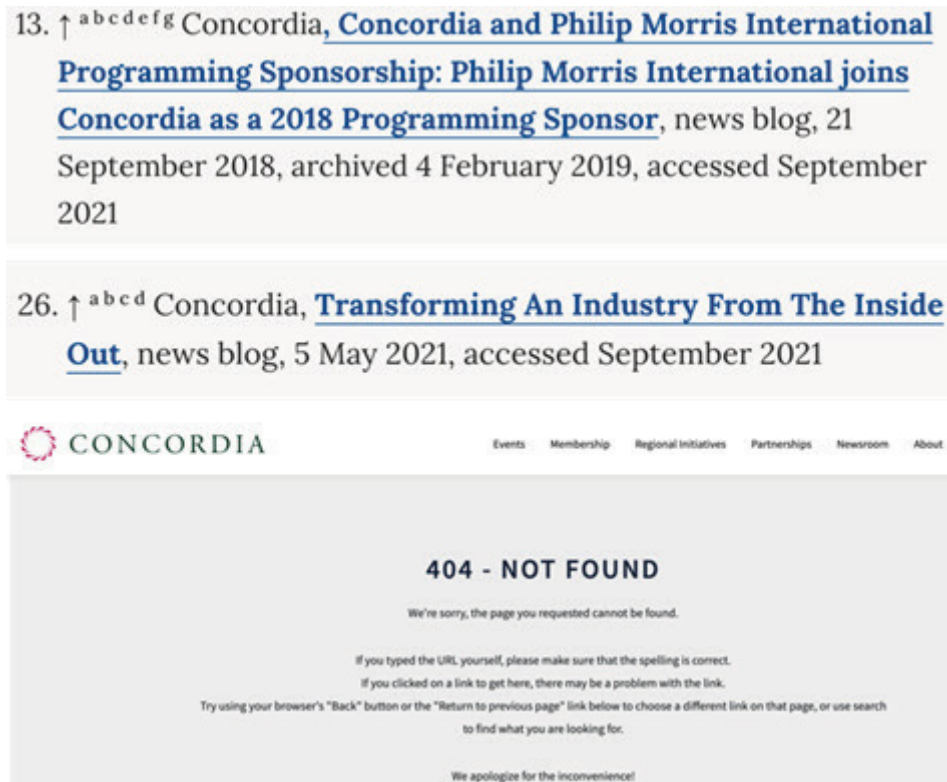 13. ↑ a b c d e f g Concordia, Concordia and Philip Morris International
Programming Sponsorship: Philip Morris International joins
Concordia as a 2018 Programming Sponsor, news blog, 21
September 2018, archived 4 February 2019, accessed September
2021
26. ↑ a b c d Concordia, Transforming An Industry From The Inside
Out, news blog, 5 May 2021, accessed September 2021
CONCORDIA Events Membership Regional Initiatives Partnerships Newsroom About
404 - NOT FOUND
We're sorry, the page you requested cannot be found.
If you typed the URL yourself, please make sure that the spelling is correct.
If you clicked on a link to get here, there may be a problem with the link.
Try using your browser's "Back" button or the "Return to previous page" link below to choose a different link on that page, or use search
to find what you are looking for.
We apologize for the inconvenience!